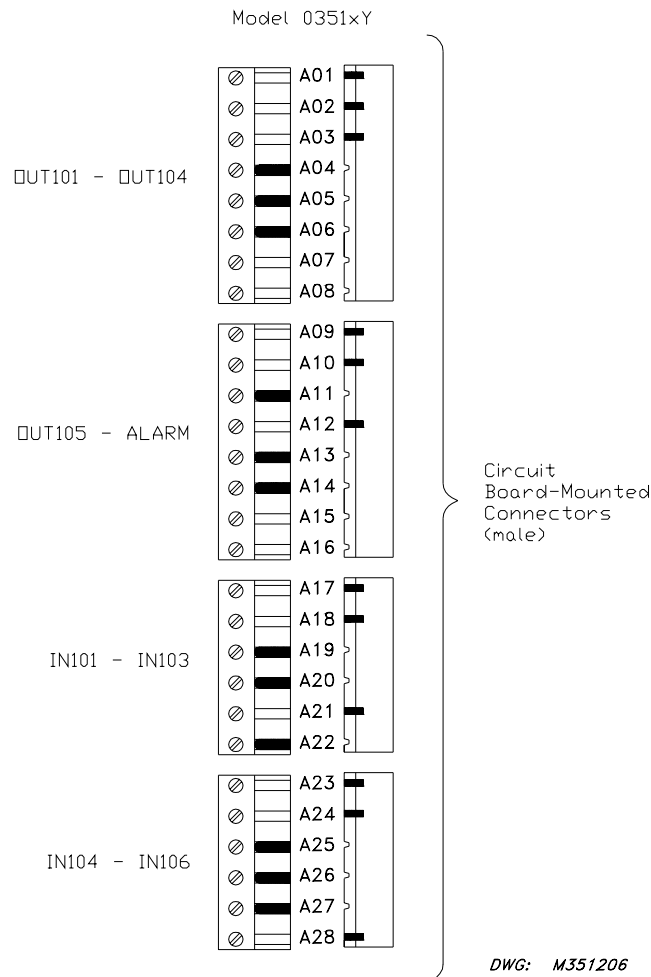 Model 0351xY
OUT101 - OUT104
A01
A02
A03
A04
A05
A06
A07
A08
OUT105 - ALARM
A09
A10
A11
A12
A13
A14
A15
A16
Circuit
Board-Mounted
Connectors
(male)
IN101 - IN103
A17
A18
A19
A20
A21
A22
IN104 - IN106
A23
A24
A25
A26
A27
A28
DWG: M351206